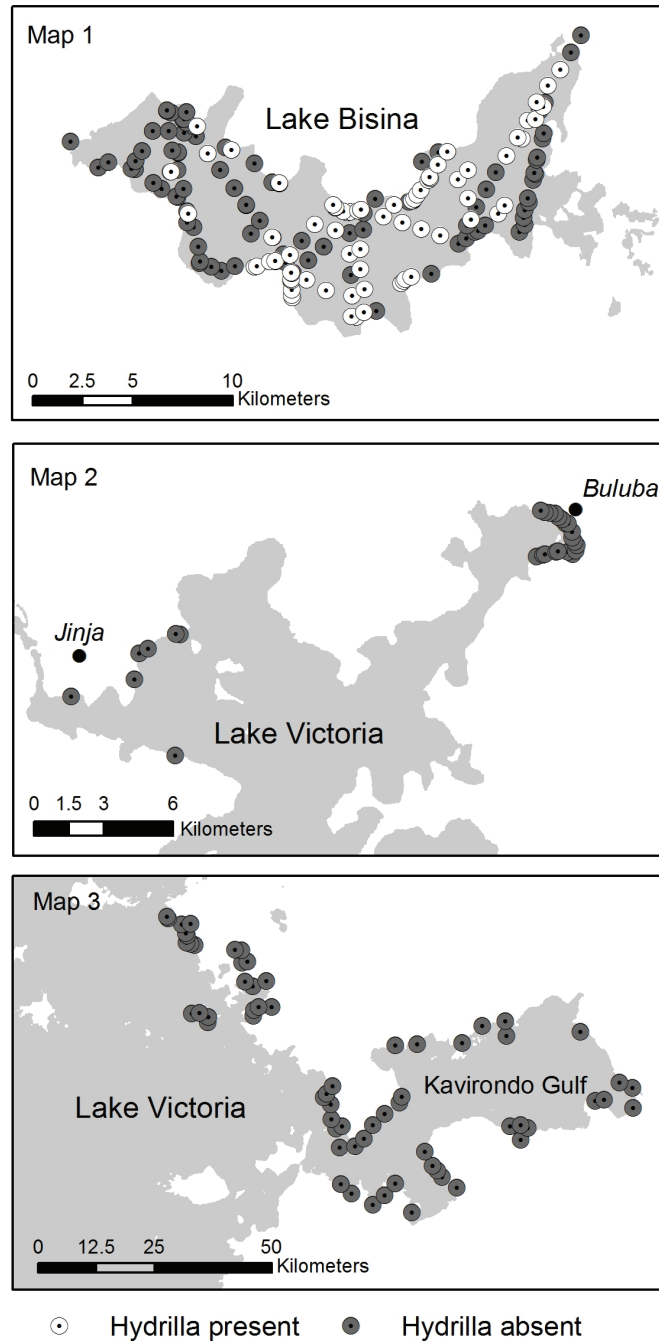 Map 1
Lake Bisina
0 2.5 5 10
Kilometers
Map 2
Buluba
Jinja
Lake Victoria
0 1.5 3 6
Kilometers
Map 3
Kavirondo Gulf
Lake Victoria
0 12.5 25 50
Kilometers
Hydrilla present Hydrilla absent